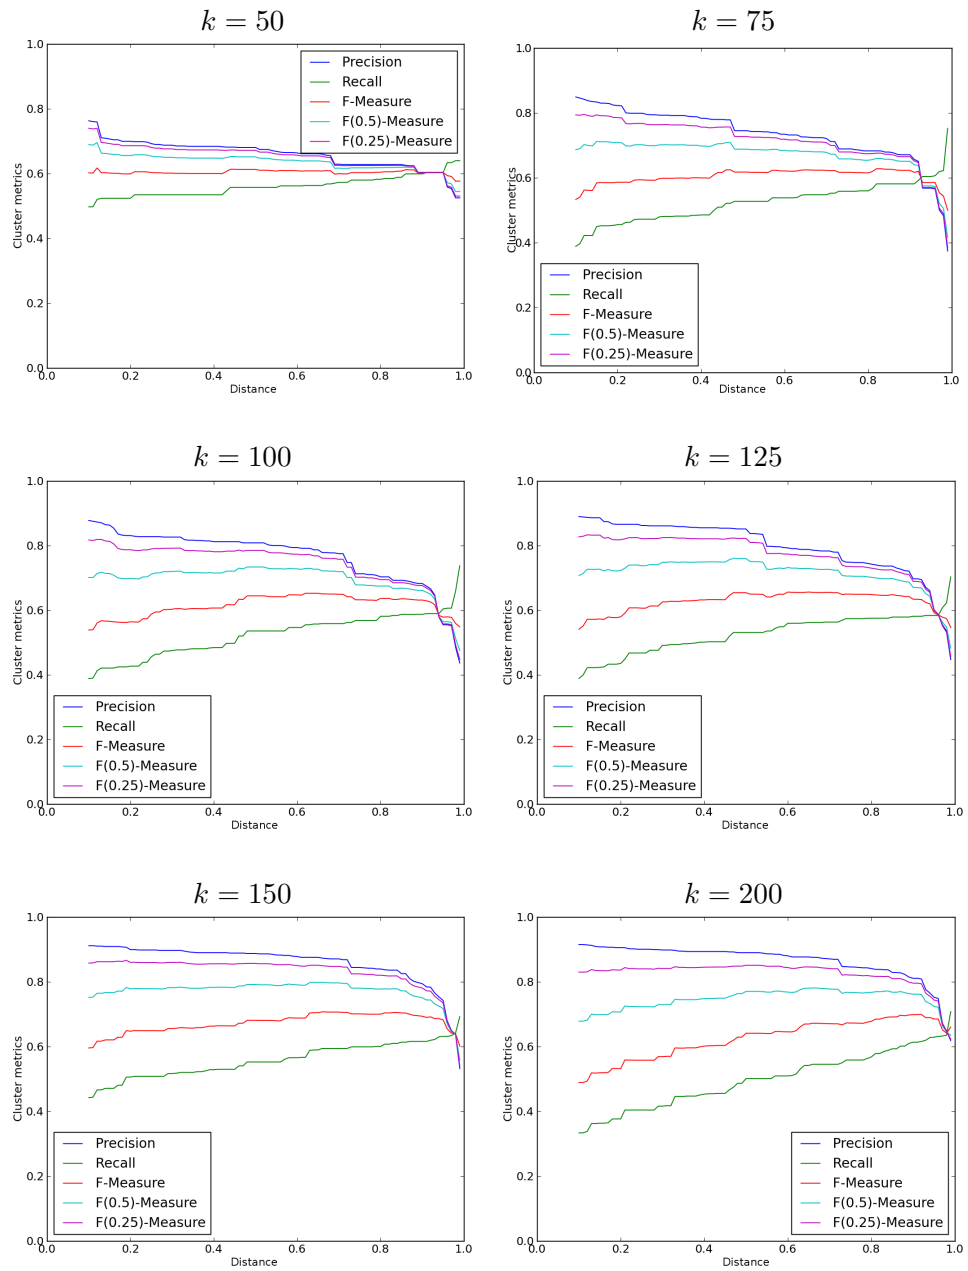 k = 50
1.0
0.8
0.6
0.4
0.2
0.0
Cluster metrics
Precision
Recall
F-Measure
F(0.5)-Measure
F(0.25)-Measure
0.0 0.2 0.4 0.6 0.8 1.0
Distance
k = 75
1.0
0.8
0.6
0.4
0.2
0.0
Cluster metrics
Precision
Recall
F-Measure
F(0.5)-Measure
F(0.25)-Measure
0.0 0.2 0.4 0.6 0.8 1.0
Distance
k = 100
1.0
0.8
0.6
0.4
0.2
0.0
Cluster metrics
Precision
Recall
F-Measure
F(0.5)-Measure
F(0.25)-Measure
0.0 0.2 0.4 0.6 0.8 1.0
Distance
k = 125
1.0
0.8
0.6
0.4
0.2
0.0
Cluster metrics
Precision
Recall
F-Measure
F(0.5)-Measure
F(0.25)-Measure
0.0 0.2 0.4 0.6 0.8 1.0
Distance
k = 150
1.0
0.8
0.6
0.4
0.2
0.0
Cluster metrics
Precision
Recall
F-Measure
F(0.5)-Measure
F(0.25)-Measure
0.0 0.2 0.4 0.6 0.8 1.0
Distance
k = 200
1.0
0.8
0.6
0.4
0.2
0.0
Cluster metrics
Precision
Recall
F-Measure
F(0.5)-Measure
F(0.25)-Measure
0.0 0.2 0.4 0.6 0.8 1.0
Distance